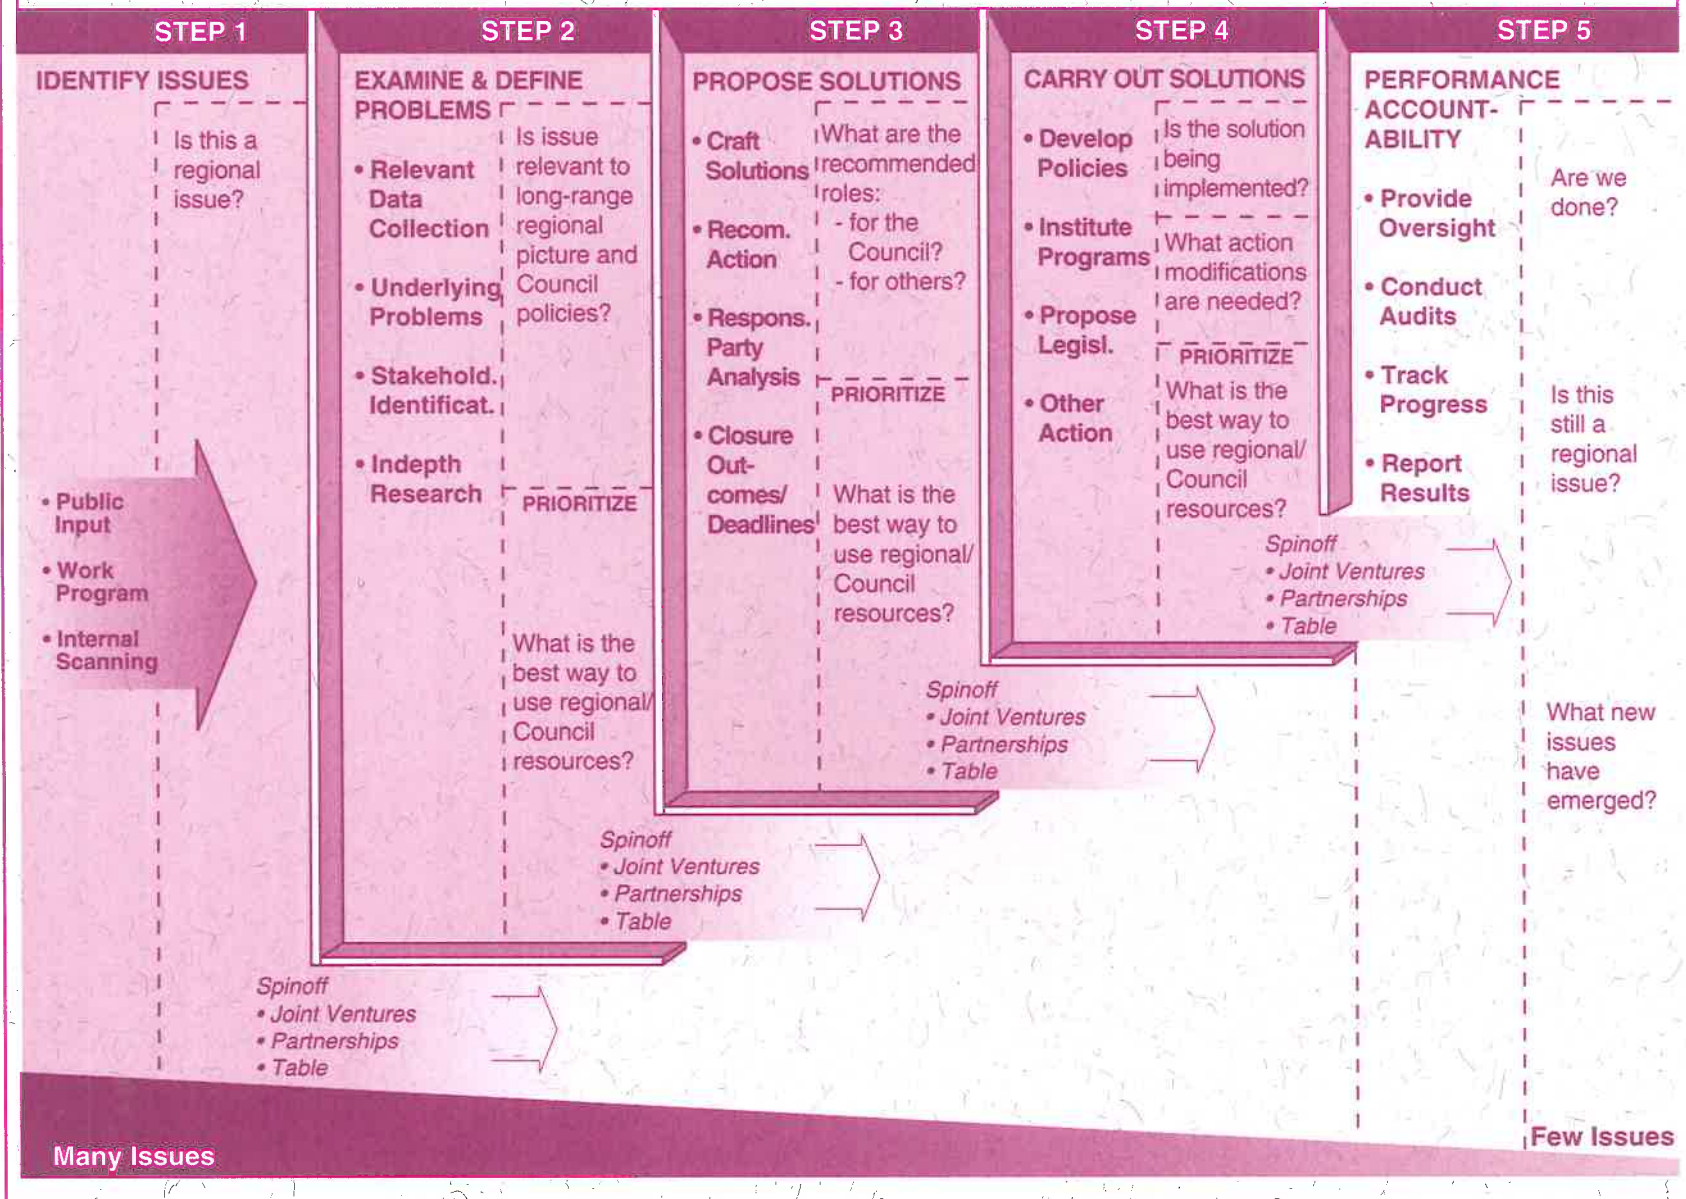 STEP 1
IDENTIFY ISSUES
Is this a
regional
issue?
• Public
Input
• Work
Program
• Internal
Scanning
Spinoff
• Joint Ventures
• Partnerships
• Table
STEP 2
EXAMINE & DEFINE
PROBLEMS
• Relevant
Data
Collection
• Underlying
Problems
• Stakehold.
Identificat.
• Indepth
Research
Is issue
relevant to
long-range
regional
picture and
Council
policies?
PRIORITIZE
What is the
best way to
use regional/
Council
resources?
Spinoff
• Joint Ventures
• Partnerships
• Table
STEP 3
PROPOSE SOLUTIONS
• Craft
Solutions
• Recom.
Action
• Respons.
Party
Analysis
• Closure
Out-
comes/
Deadlines
What are the
recommended
roles:
- for the
Council?
- for others?
PRIORITIZE
What is the
best way to
use regional/
Council
resources?
Spinoff
• Joint Ventures
• Partnerships
• Table
STEP 4
CARRY OUT SOLUTIONS
• Develop
Policies
• Institute
Programs
• Propose
Legisl.
• Other
Action
Is the solution
being
implemented?
What action
modifications
are needed?
PRIORITIZE
What is the
best way to
use regional/
Council
resources?
Spinoff
• Joint Ventures
• Partnerships
• Table
STEP 5
PERFORMANCE
ACCOUNT-
ABILITY
• Provide
Oversight
• Conduct
Audits
• Track
Progress
• Report
Results
Are we
done?
Is this
still a
regional
issue?
What new
issues
have
emerged?
Many Issues
Few Issues